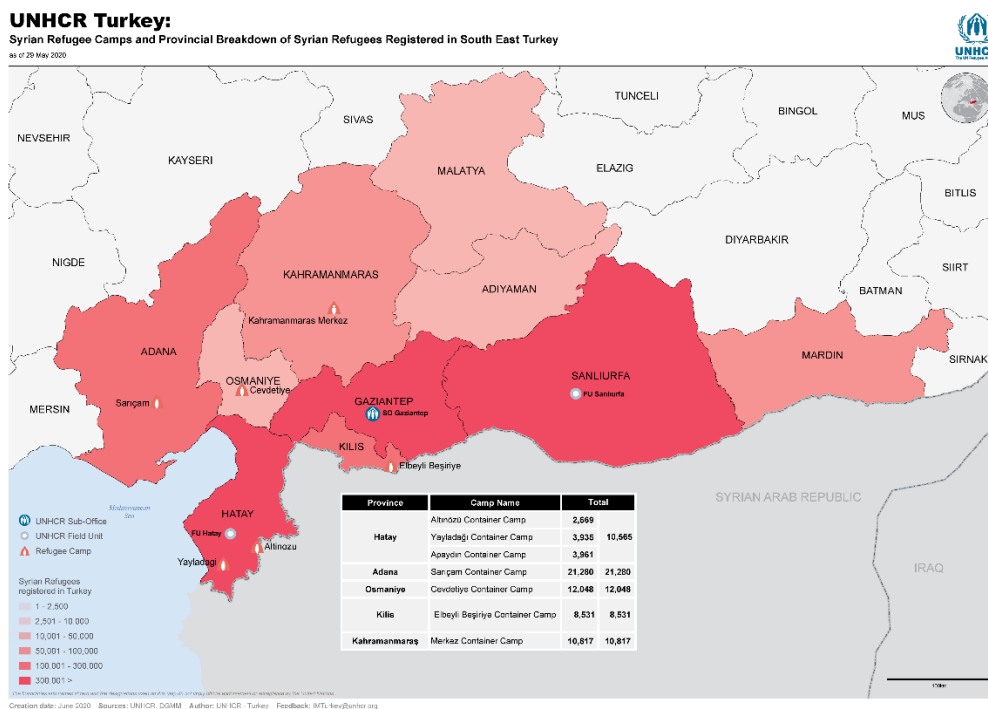 UNHCR Turkey:
Syrian Refugee Camps and Provincial Breakdown of Syrian Refugees Registered in South East Turkey
as of 29 May 2020
UNHC
TUNCELI
BINGOL
MUS
SIVAS
NEVSEHIR
KAYSERI
MALATYA
ELAZIG
BITLIS
DIYARBAKIR
NIGDE
SIIRT
KAHRAMANMARAS
ADIYAMAN
BATMAN
Kahramanmaras Merkez
ADANA
MARDIN
SIRNAK
OSMANIYE
Cevdetiye
SANLIURFA
FU Sanlıurfa
MERSIN
Sarıçam
GAZIANTEP
SO Gaziantep
KILIS
Elbeyli Beşiriye
SYRIAN ARAB REPUBLIC
Mediterranean
Sea
HATAY
FU Hatay
Altinozu
Yayladagi
IRAQ
UNHCR Sub-Office
UNHCR Field Unit
Refugee Camp
Syrian Refugees
registered in Turkey
1 - 2,500
2,501 - 10,000
10,001 - 50,000
50,001 - 100,000
100,001 - 300,000
300,001 >
Province Camp Name Total
Hatay Altınözü Container Camp 2,669 10,565
Yayladağı Container Camp 3,935
Apaydın Container Camp 3,961
Adana Sarıçam Container Camp 21,280 21,280
Osmaniye Cevdetiye Container Camp 12,048 12,048
Kilis Elbeyli Beşiriye Container Camp 8,531 8,531
Kahramanmaraş Merkez Container Camp 10,817 10,817
Creation date: June 2020 Sources: UNHCR, DGMM Author: UNHCR - Turkey Feedback: IMTurkey@unhcr.org